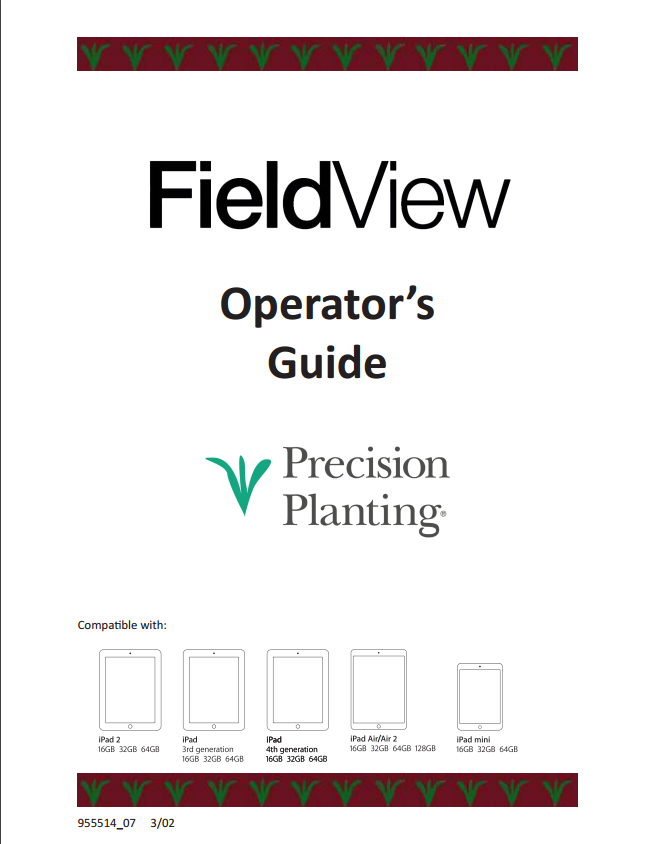 FieldView
Operator’s
Guide
Precision
Planting®
Compatible with:
iPad 2
16GB 32GB 64GB
iPad
3rd generation
16GB 32GB 64GB
iPad
4th generation
16GB 32GB 64GB
iPad Air/Air 2
16GB 32GB 64GB 128GB
iPad mini
16GB 32GB 64GB
955514_07 3/02